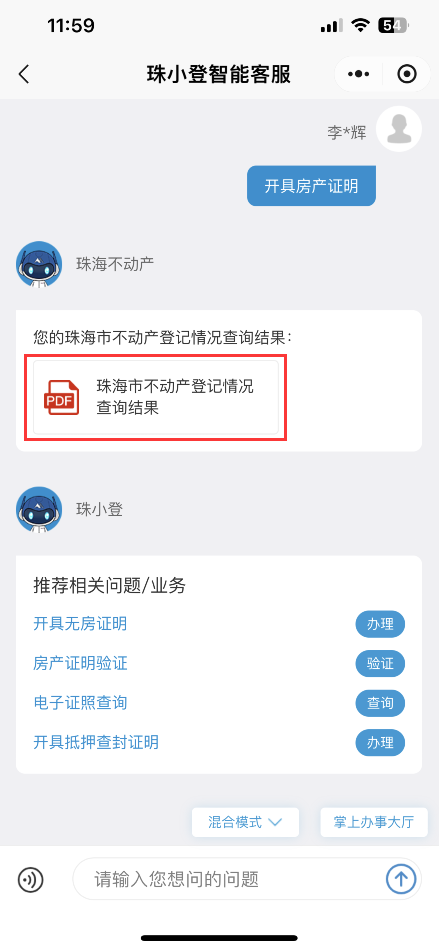 11:59
54
珠小登智能客服
李*辉
开具房产证明
珠海不动产
您的珠海市不动产登记情况查询结果：
PDF
珠海市不动产登记情况
查询结果
珠小登
推荐相关问题/业务
开具无房证明
办理
房产证明验证
验证
电子证照查询
查询
开具抵押查封证明
办理
混合模式
掌上办事大厅
请输入您想问的问题